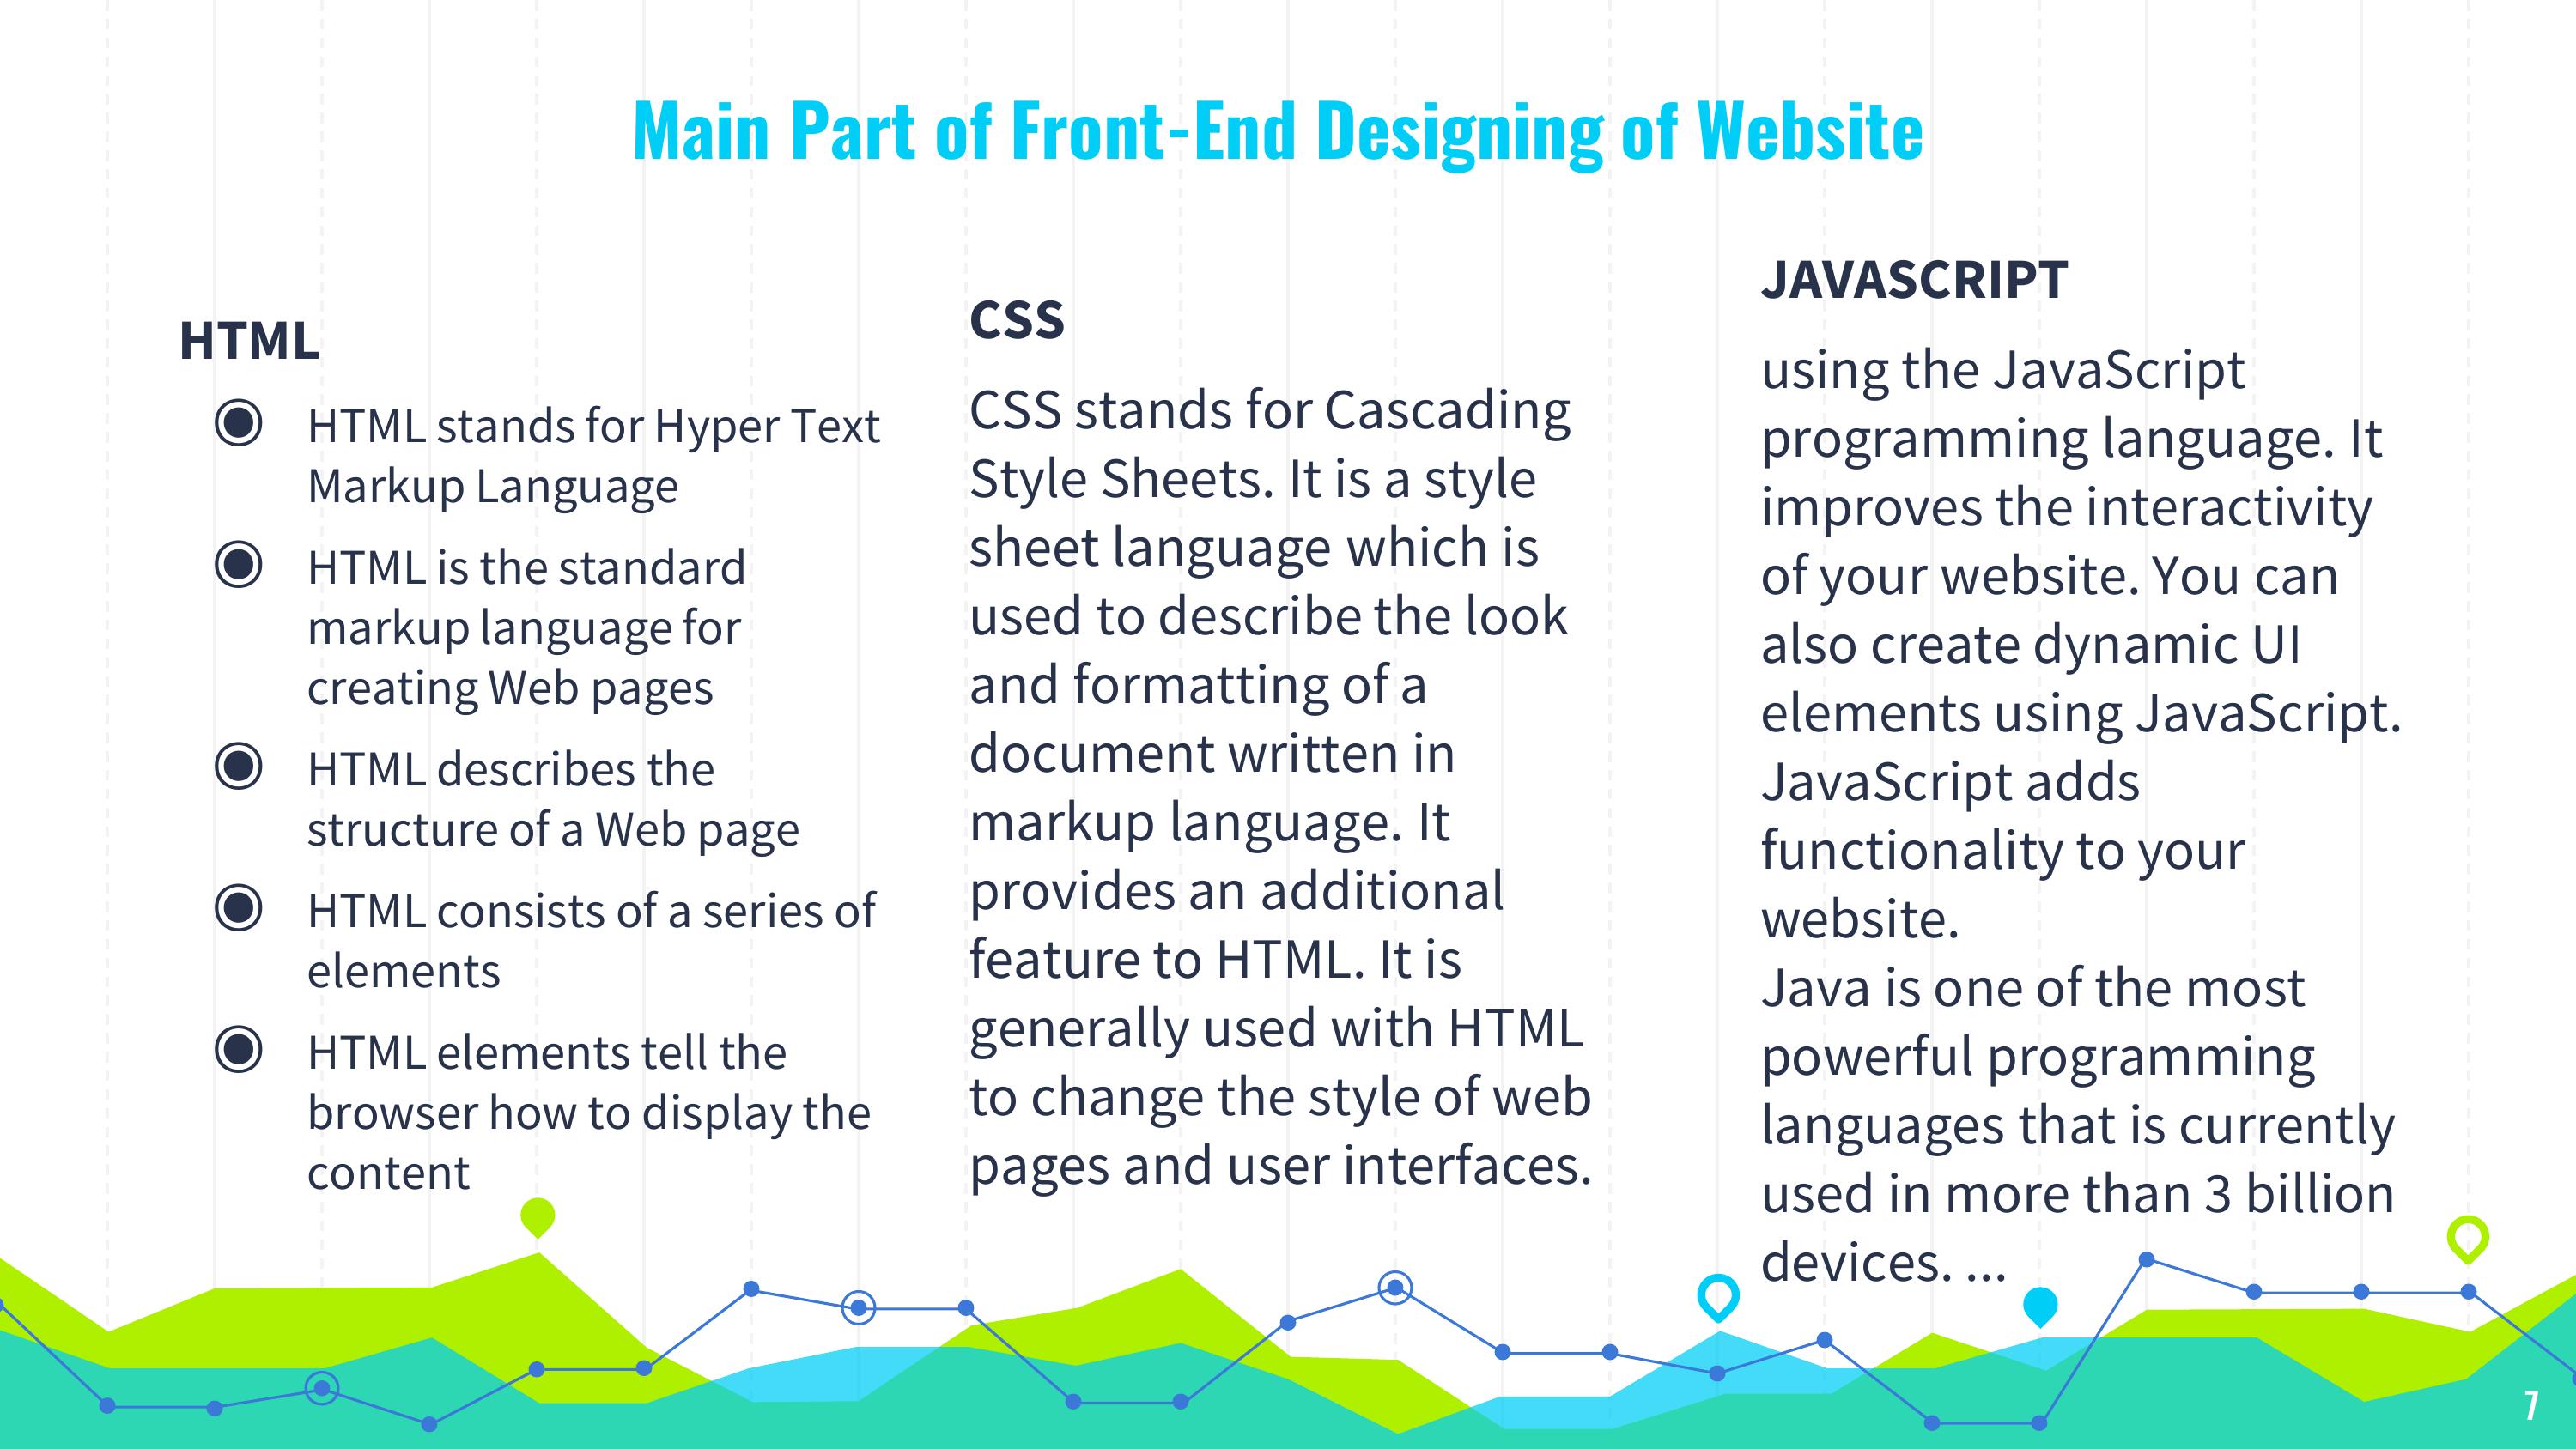 Main Part of Front-End Designing of Website
HTML
HTML stands for Hyper Text
Markup Language
HTML is the standard
markup language for
creating Web pages
HTML describes the
structure of a Web page
HTML consists of a series of
elements
HTML elements tell the
browser how to display the
content
CSS
CSS stands for Cascading
Style Sheets. It is a style
sheet language which is
used to describe the look
and formatting of a
document written in
markup language. It
provides an additional
feature to HTML. It is
generally used with HTML
to change the style of web
pages and user interfaces.
JAVASCRIPT
using the JavaScript
programming language. It
improves the interactivity
of your website. You can
also create dynamic UI
elements using JavaScript.
JavaScript adds
functionality to your
website.
Java is one of the most
powerful programming
languages that is currently
used in more than 3 billion
devices. ...
7